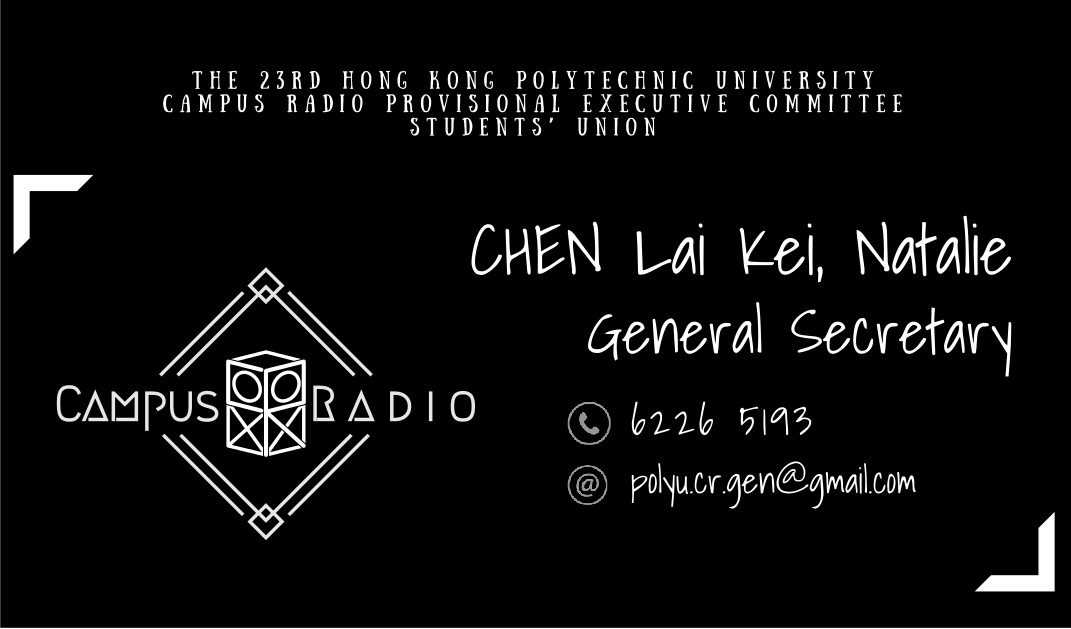 THE 23RD HONG KONG POLYTECHNIC UNIVERSITY
CAMPUS RADIO PROVISIONAL EXECUTIVE COMMITTEE
STUDENTS' UNION
CHEN Lai Kei, Natalie
General Secretary
CAMPUS RADIO
6226 5193
@ polyu.cr.gen@gmail.com